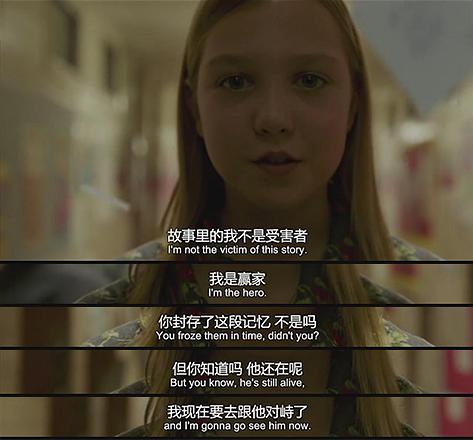 故事里的我不是受害者
I'm not the victim of this story.
我是赢家
I'm the hero.
你封存了这段记忆 不是吗
You froze them in time, didn't you?
但你知道吗 他还在呢
But you know, he's still alive,
我现在要去跟他对峙了
and I'm gonna go see him now.